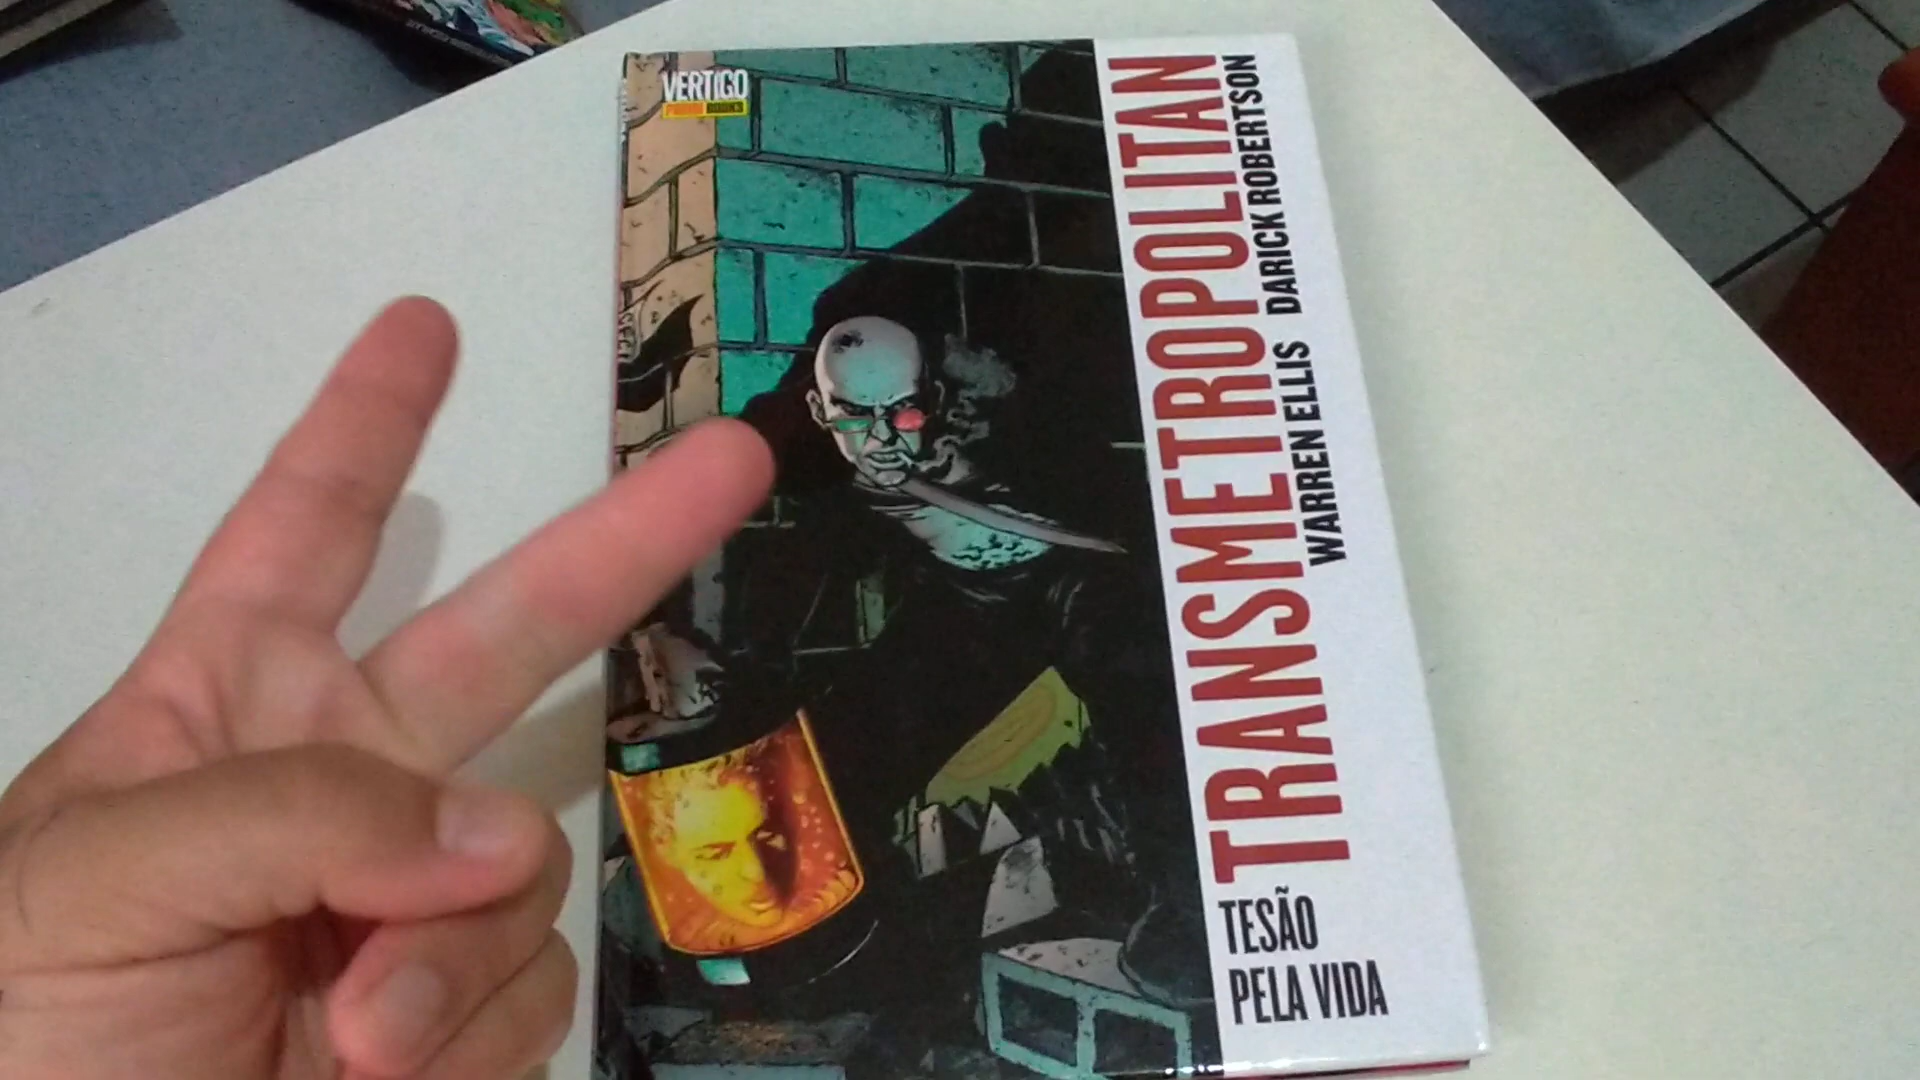 VERTIGO
PANINI BOOKS
TRANSMETROPOLITAN
WARREN ELLIS DARICK ROBERTSON
TESÃO
PELA VIDA